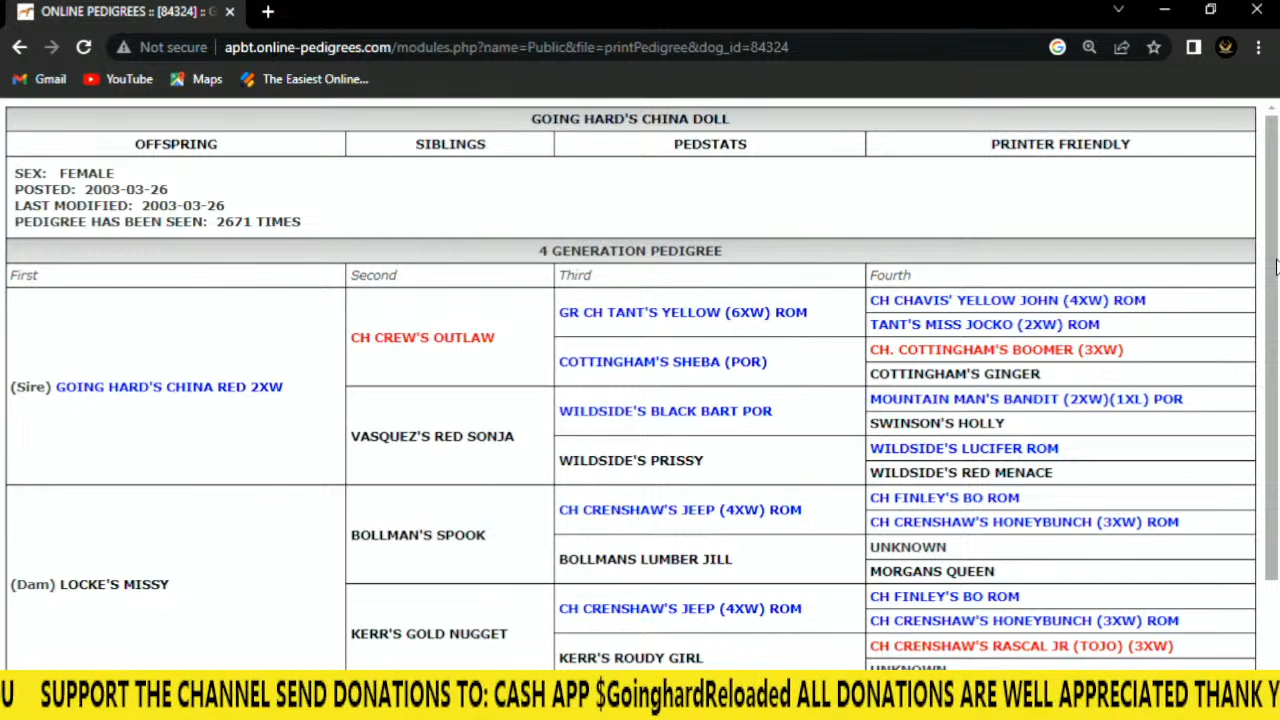 ONLINE PEDIGREES :: [84324] :: G
Not secure
apbt.online-pedigrees.com/modules.php?name=Public&file=printPedigree&dog_id=84324
Gmail YouTube Maps The Easiest Online...
GOING HARD'S CHINA DOLL
OFFSPRING SIBLINGS PEDSTATS PRINTER FRIENDLY
SEX: FEMALE
POSTED: 2003-03-26
LAST MODIFIED: 2003-03-26
PEDIGREE HAS BEEN SEEN: 2671 TIMES
4 GENERATION PEDIGREE
First Second Third Fourth
(Sire) GOING HARD'S CHINA RED 2XW
CH CREW'S OUTLAW
GR CH TANT'S YELLOW (6XW) ROM
CH CHAVIS' YELLOW JOHN (4XW) ROM
TANT'S MISS JOCKO (2XW) ROM
COTTINGHAM'S SHEBA (POR)
CH. COTTINGHAM'S BOOMER (3XW)
COTTINGHAM'S GINGER
VASQUEZ'S RED SONJA
WILDSIDE'S BLACK BART POR
MOUNTAIN MAN'S BANDIT (2XW)(1XL) POR
SWINSON'S HOLLY
WILDSIDE'S PRISSY
WILDSIDE'S LUCIFER ROM
WILDSIDE'S RED MENACE
(Dam) LOCKE'S MISSY
BOLLMAN'S SPOOK
CH CRENSHAW'S JEEP (4XW) ROM
CH FINLEY'S BO ROM
CH CRENSHAW'S HONEYBUNCH (3XW) ROM
BOLLMANS LUMBER JILL
UNKNOWN
MORGANS QUEEN
KERR'S GOLD NUGGET
CH CRENSHAW'S JEEP (4XW) ROM
CH FINLEY'S BO ROM
CH CRENSHAW'S HONEYBUNCH (3XW) ROM
KERR'S ROUDY GIRL
CH CRENSHAW'S RASCAL JR (TOJO) (3XW)
UNKNOWN
U SUPPORT THE CHANNEL SEND DONATIONS TO: CASH APP $GoinghardReloaded ALL DONATIONS ARE WELL APPRECIATED THANK Y